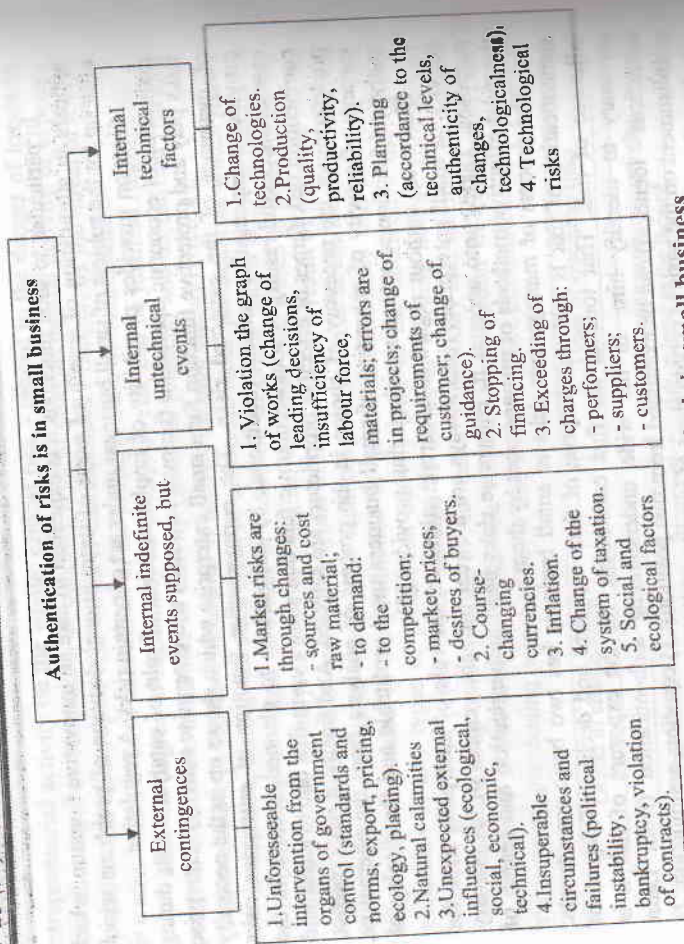 Authentication of risks is in small business
External
contingences
Internal indefinite
events supposed, but
Internal
untechnical
events
Internal
technical
factors
1.Unforeseeable
intervention from the
organs of government
control (standards and
norms, export, pricing,
ecology, placing).
2.Natural calamities
3.Unexpected external
influences (ecological,
social, economic,
technical).
4.Insuperable
circumstances and
failures (political
instability,
bankruptcy, violation
of contracts).
1.Market risks are
through changes:
- sources and cost
raw material;
- to demand:
- to the
competition;
- market prices;
- desires of buyers.
2. Course-
changing
currencies.
3. Inflation.
4. Change of the
system of taxation.
5. Social and
ecological factors
1. Violation the graph
of works (change of
leading decisions,
insufficiency of
labour force,
materials; errors are
in projects; change of
requirements of
customer; change of
guidance).
2. Stopping of
financing.
3. Exceeding of
charges through:
- performers;
- suppliers;
- customers.
1.Change of
technologies.
2.Production
(quality,
productivity,
reliability).
3. Planning
(accordance to the
technical levels,
authenticity of
changes,
technologicalness).
4. Technological
risks
small business